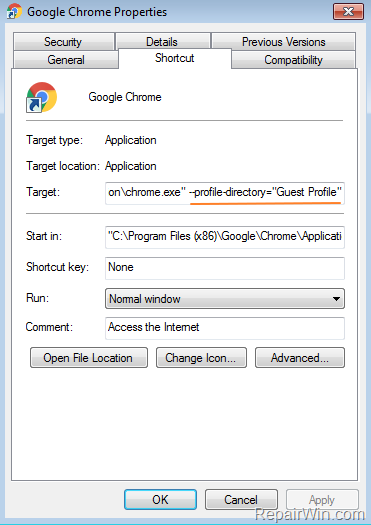 Google Chrome Properties
Security Details Previous Versions
General Shortcut Compatibility
Google Chrome
Target type: Application
Target location: Application
Target: on\chrome.exe" --profile-directory="Guest Profile"
Start in: "C:\Program Files (x86)\Google\Chrome\Applicati
Shortcut key: None
Run: Normal window
Comment: Access the Internet
Open File Location Change Icon... Advanced...
OK Cancel Apply
RepairWin.com